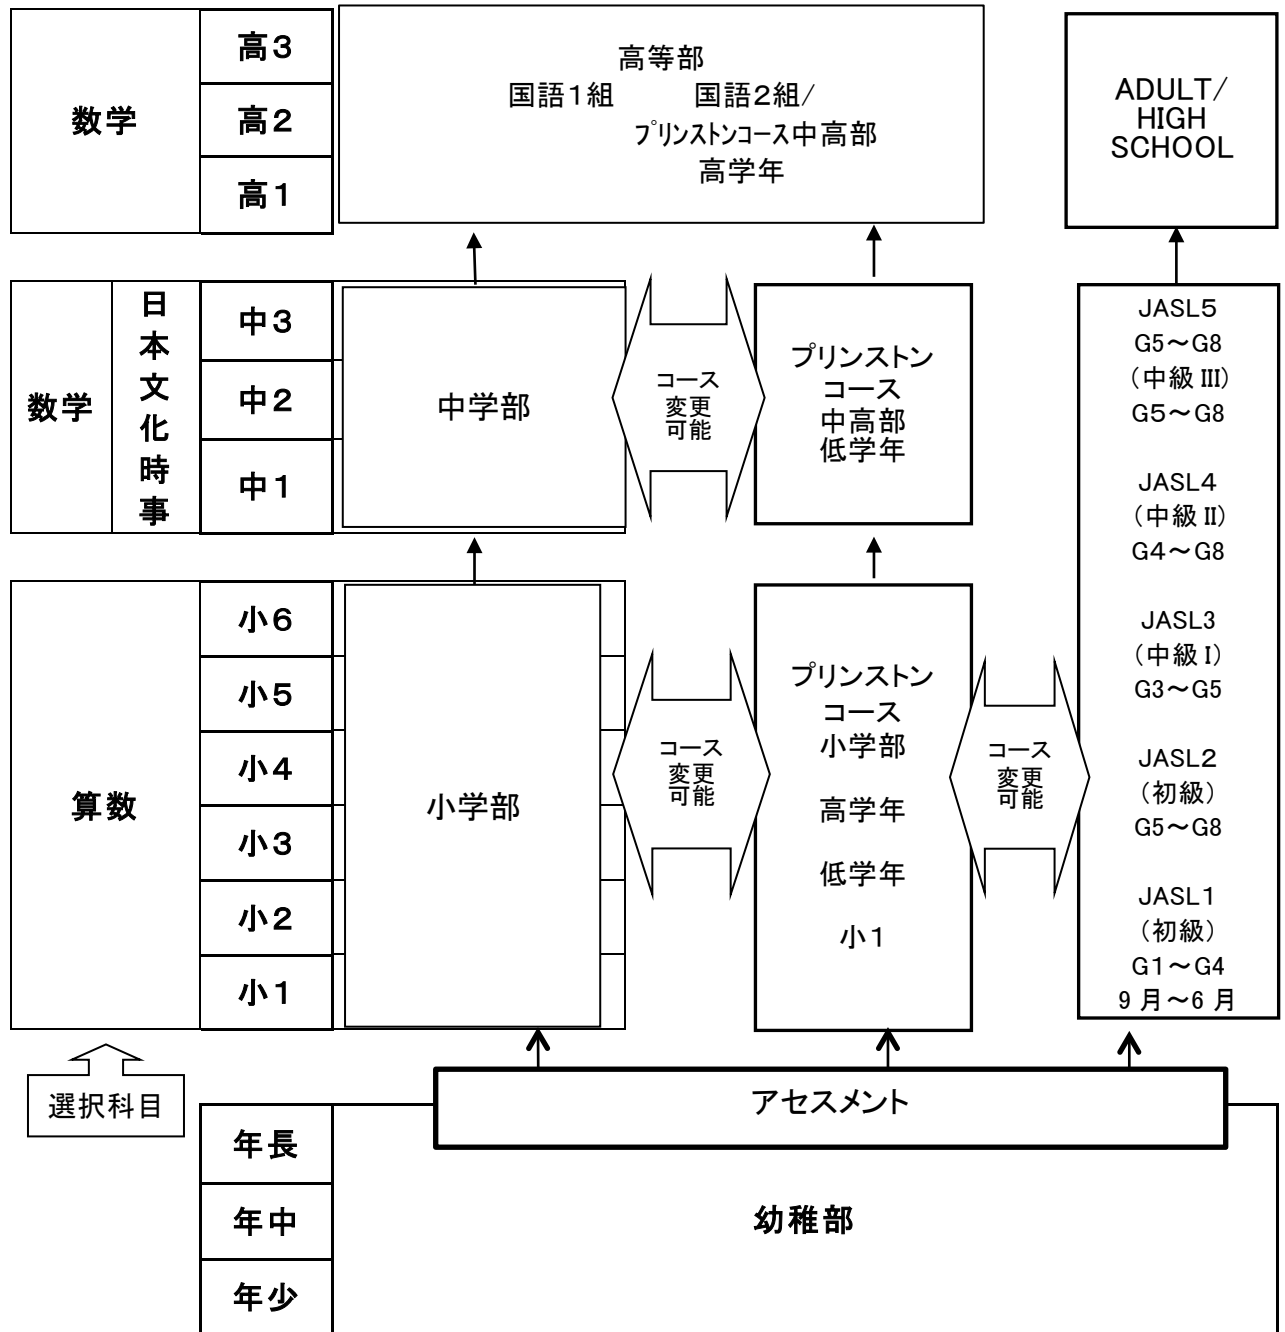 数学
高３
高２
高１
高等部
国語１組　　国語２組/
プリンストンコース中高部
高学年
ADULT/
HIGH
SCHOOL
数学
日本文化時事
中３
中２
中１
中学部
コース
変更
可能
プリンストン
コース
中高部
低学年
JASL５
G5～G8
（中級 III）
G５～G８
JASL４
（中級 II）
G4～G8
JASL3
（中級 I）
G3～G5
JASL２
（初級）
G5～G8
JASL１
（初級）
G１～G4
9 月～6 月
算数
小６
小５
小４
小３
小２
小１
小学部
コース
変更
可能
プリンストン
コース
小学部
高学年
低学年
小１
コース
変更
可能
選択科目
アセスメント
年長
年中
年少
幼稚部